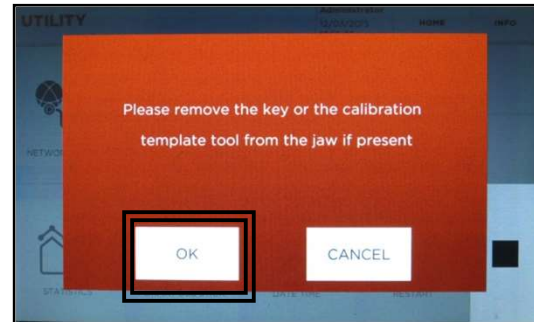 UTILITY
Administrator
HOME
INFO
Please remove the key or the calibration
template tool from the jaw if present
OK
CANCEL
STATISTICS
DATE TIME
RESTART